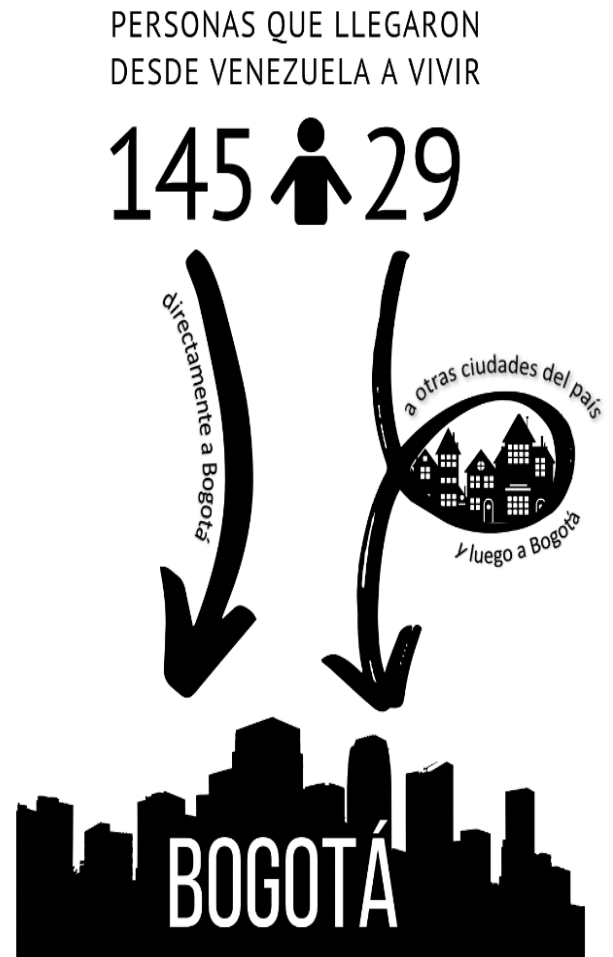 PERSONAS QUE LLEGARON
DESDE VENEZUELA A VIVIR
145 29
directamente a Bogotá
a otras ciudades del país
y luego a Bogotá
BOGOTÁ